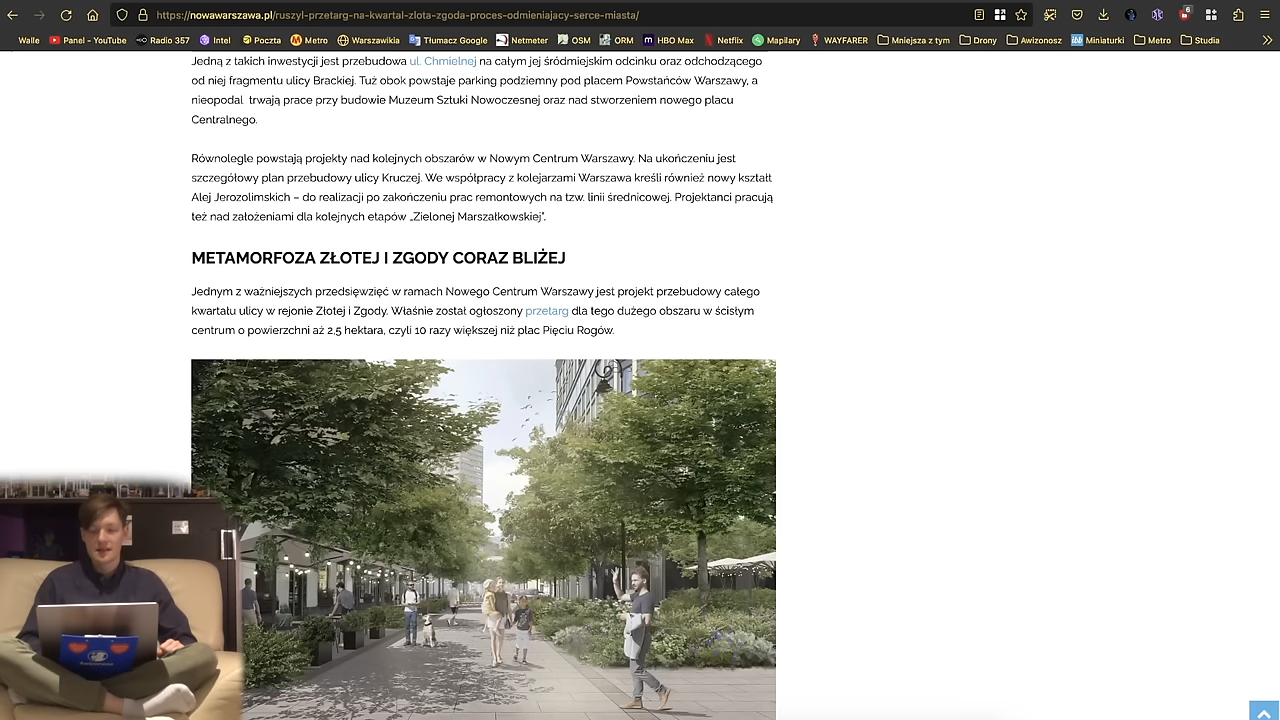 https://nowawarszawa.pl/ruszyl-przetarg-na-kwartal-zlota-zgoda-proces-odmieniajacy-serce-miasta/
6
Walle Panel - YouTube Radio 357 Intel Poczta Metro Warszawikia Tłumacz Google Netmeter OSM ORM HBO Max Netflix Mapilary WAYFARER Mniejsza z tym Drony Awizonosz Miniaturki Metro Studia
Jedną z takich inwestycji jest przebudowa ul. Chmielnej na całym jej śródmiejskim odcinku oraz odchodzącego
od niej fragmentu ulicy Brackiej. Tuż obok powstaje parking podziemny pod placem Powstańców Warszawy, a
nieopodal trwają prace przy budowie Muzeum Sztuki Nowoczesnej oraz nad stworzeniem nowego placu
Centralnego.
Równolegle powstają projekty nad kolejnych obszarów w Nowym Centrum Warszawy. Na ukończeniu jest
szczegółowy plan przebudowy ulicy Kruczej. We współpracy z kolejarzami Warszawa kreśli również nowy kształt
Alej Jerozolimskich – do realizacji po zakończeniu prac remontowych na tzw. linii średnicowej. Projektanci pracują
też nad założeniami dla kolejnych etapów „Zielonej Marszałkowskiej”.
METAMORFOZA ZŁOTEJ I ZGODY CORAZ BLIŻEJ
Jednym z ważniejszych przedsięwzięć w ramach Nowego Centrum Warszawy jest projekt przebudowy całego
kwartału ulicy w rejonie Złotej i Zgody. Właśnie został ogłoszony przetarg dla tego dużego obszaru w ścisłym
centrum o powierzchni aż 2,5 hektara, czyli 10 razy większej niż plac Pięciu Rogów.